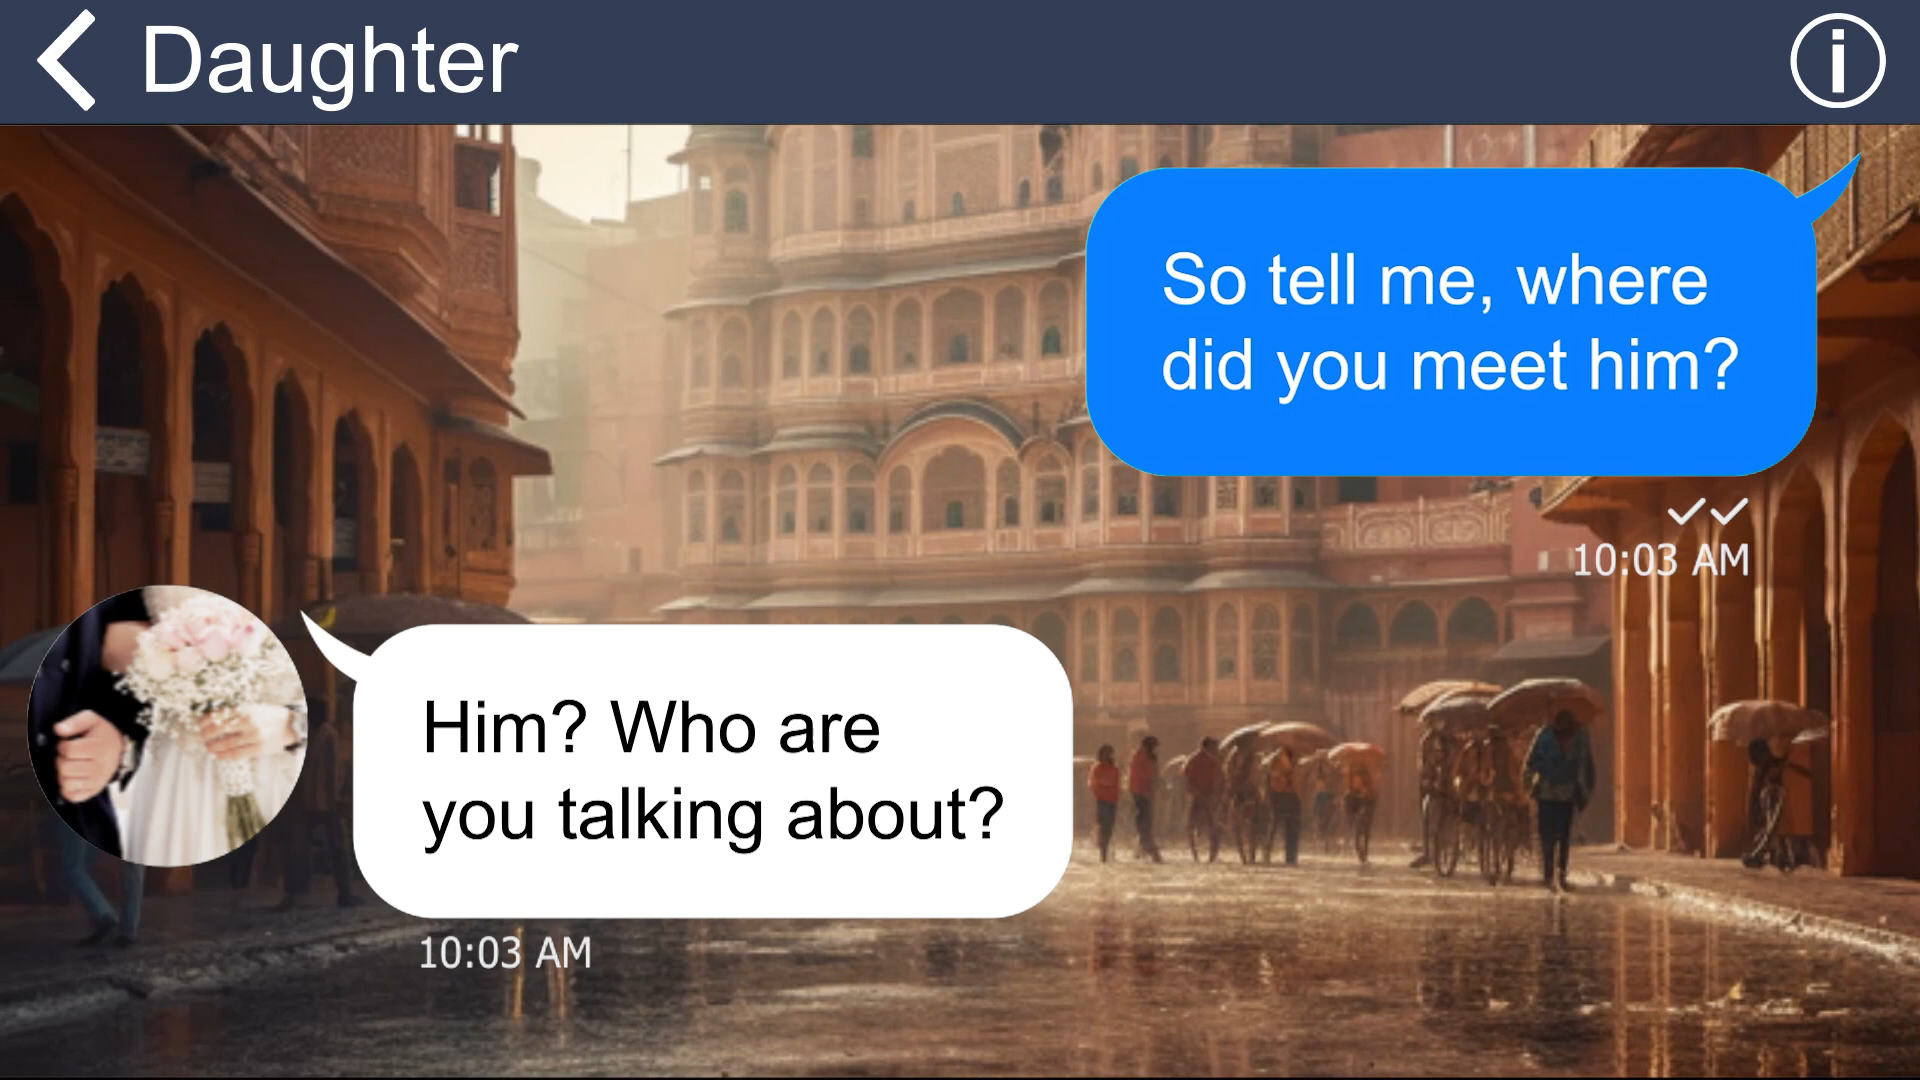 Daughter
So tell me, where
did you meet him?
10:03 AM
Him? Who are
you talking about?
10:03 AM